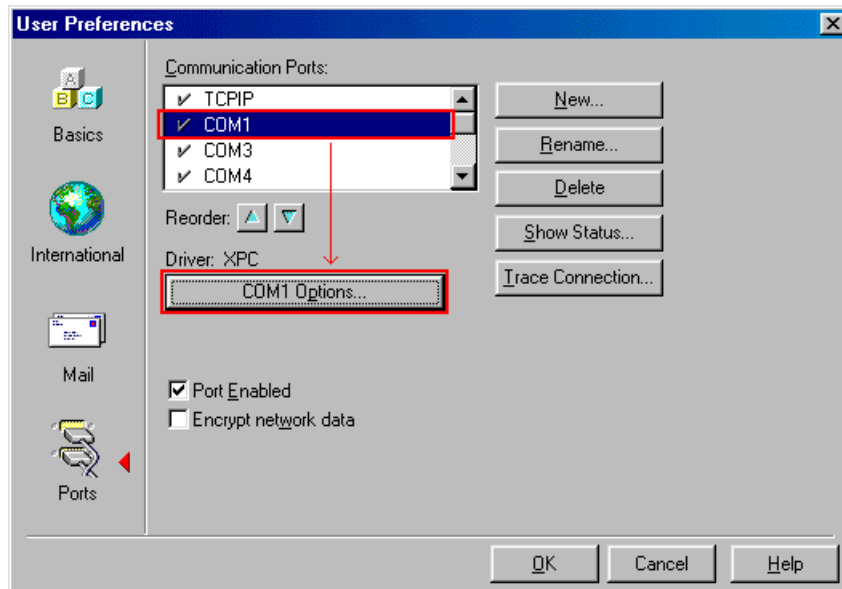 User Preferences
Basics
International
Mail
Ports
Communication Ports:
TCPIP
COM1
COM3
COM4
Reorder:
Driver: XPC
COM1 Options...
Port Enabled
Encrypt network data
New...
Rename...
Delete
Show Status...
Trace Connection...
OK
Cancel
Help